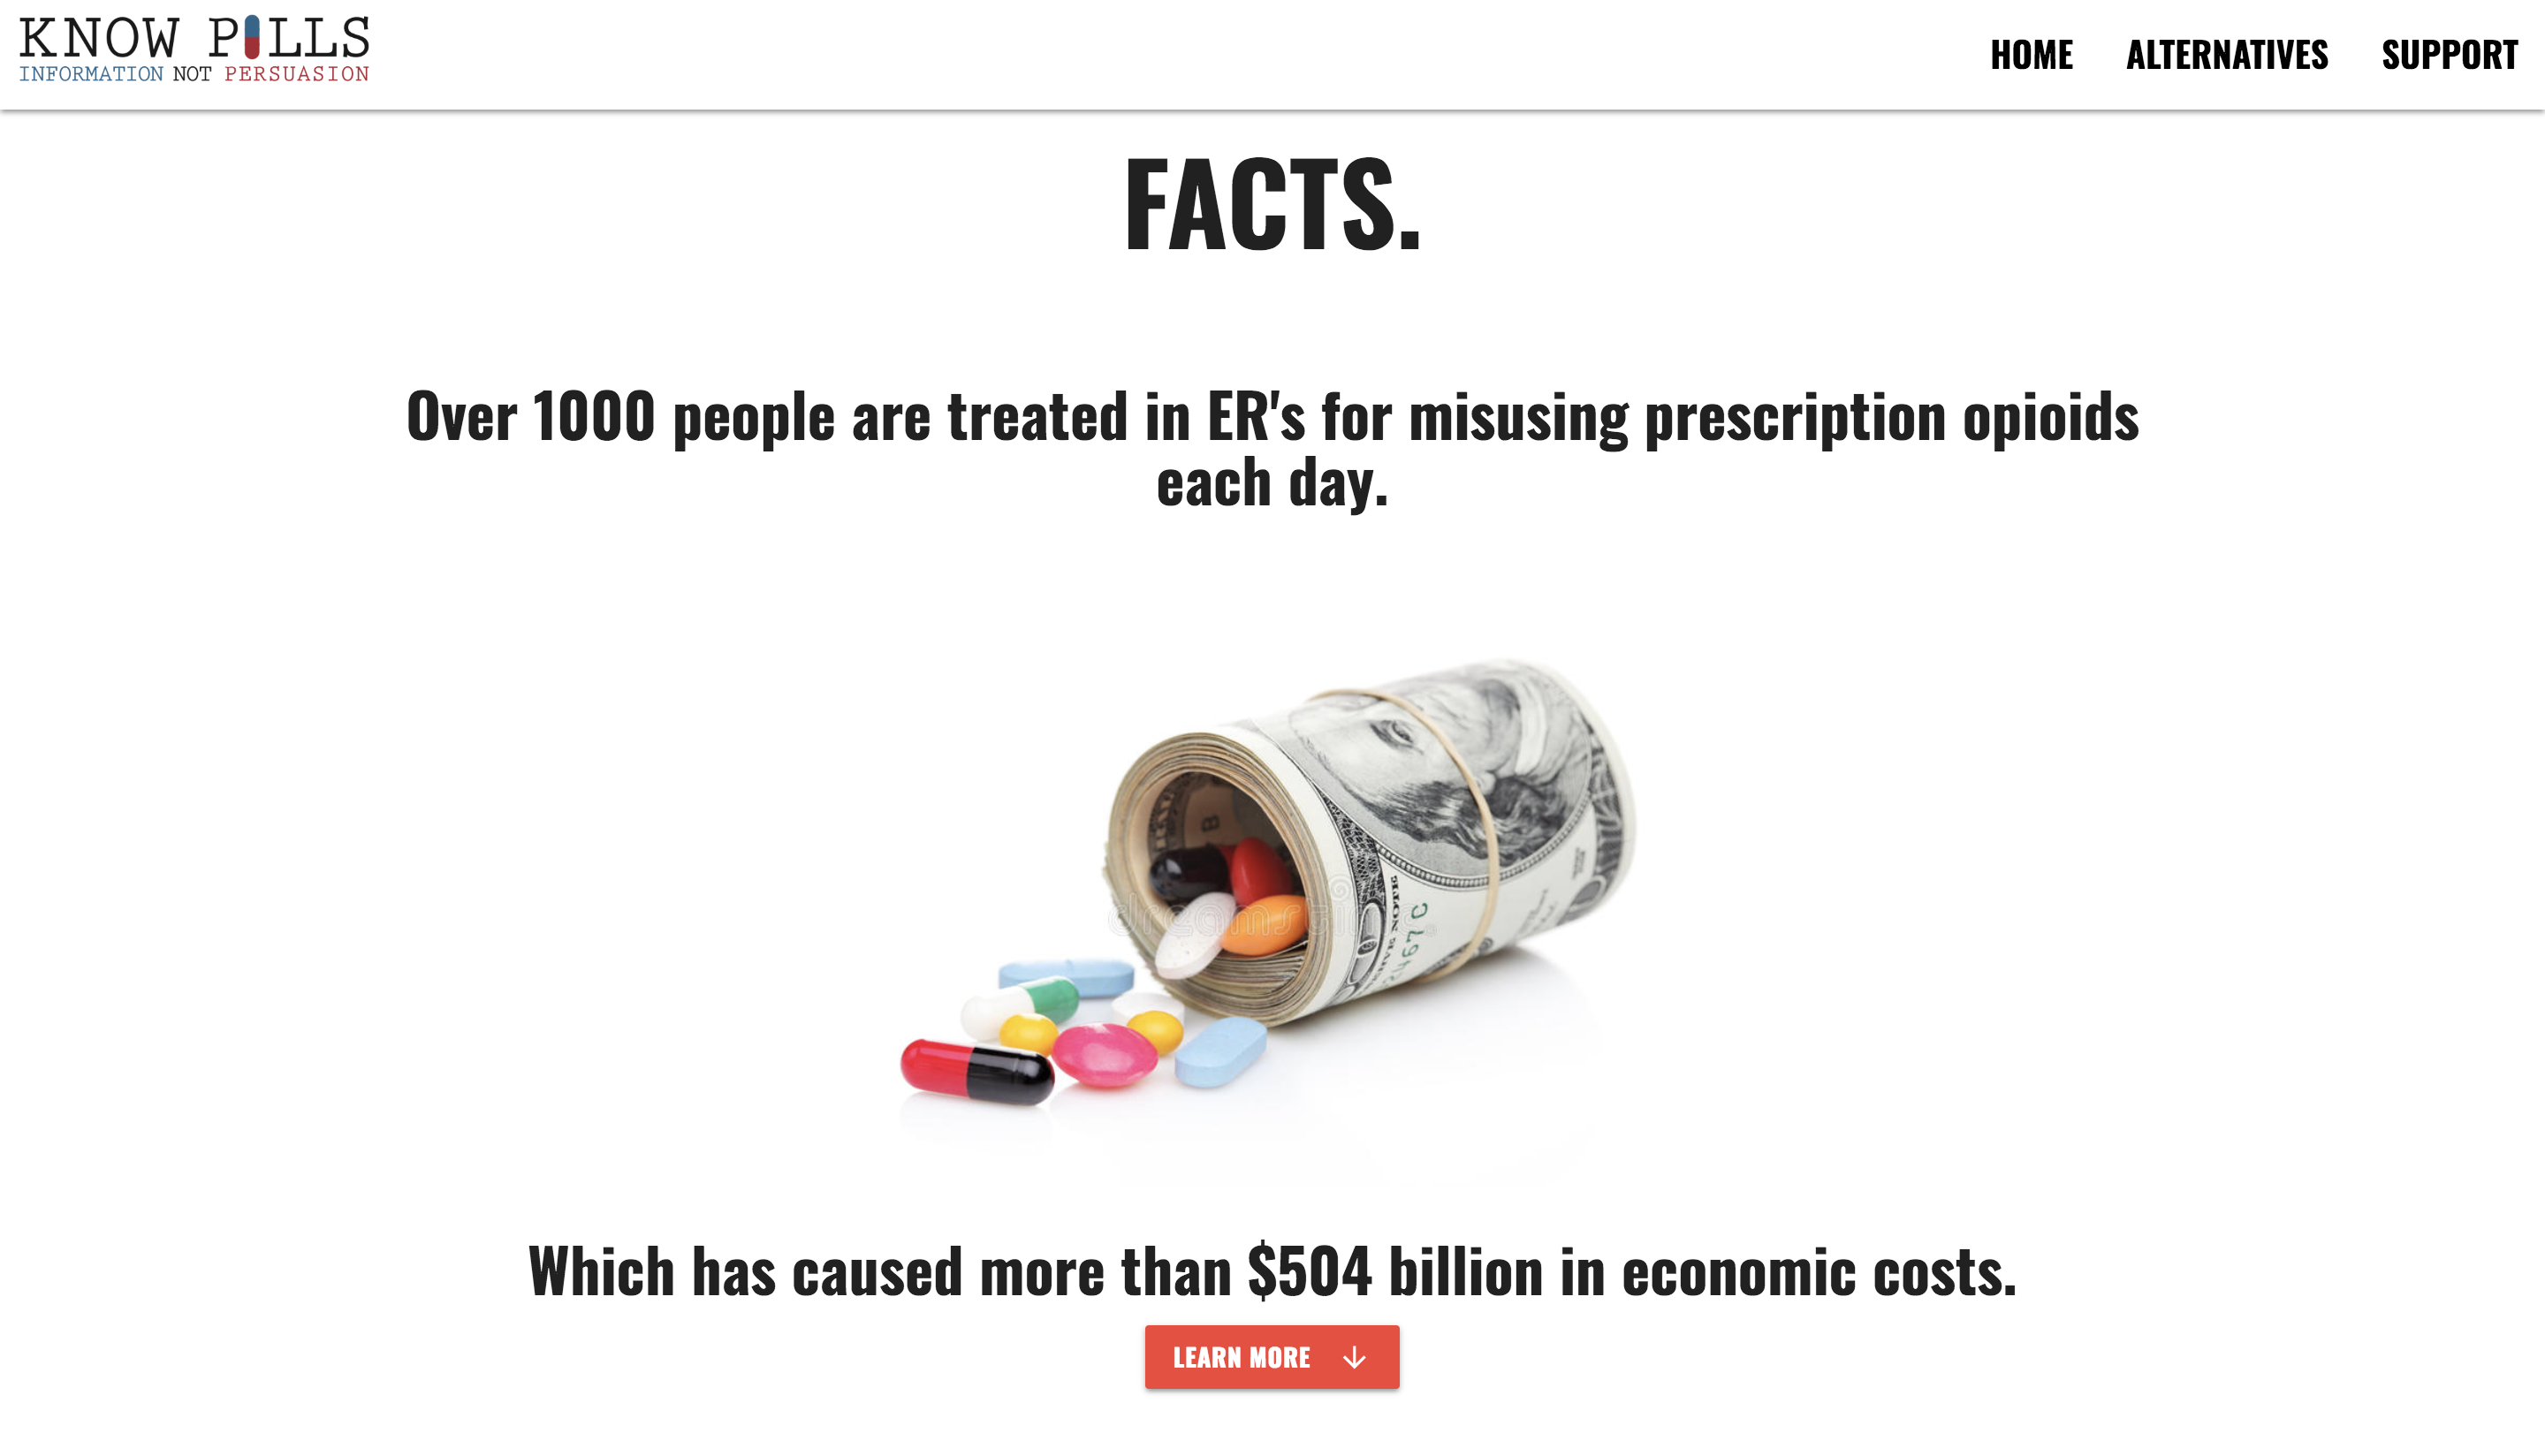 KNOW PILLS
INFORMATION NOT PERSUASION
HOME ALTERNATIVES SUPPORT
FACTS.
Over 1000 people are treated in ER's for misusing prescription opioids
each day.
B
dreamstime
Which has caused more than $504 billion in economic costs.
LEARN MORE